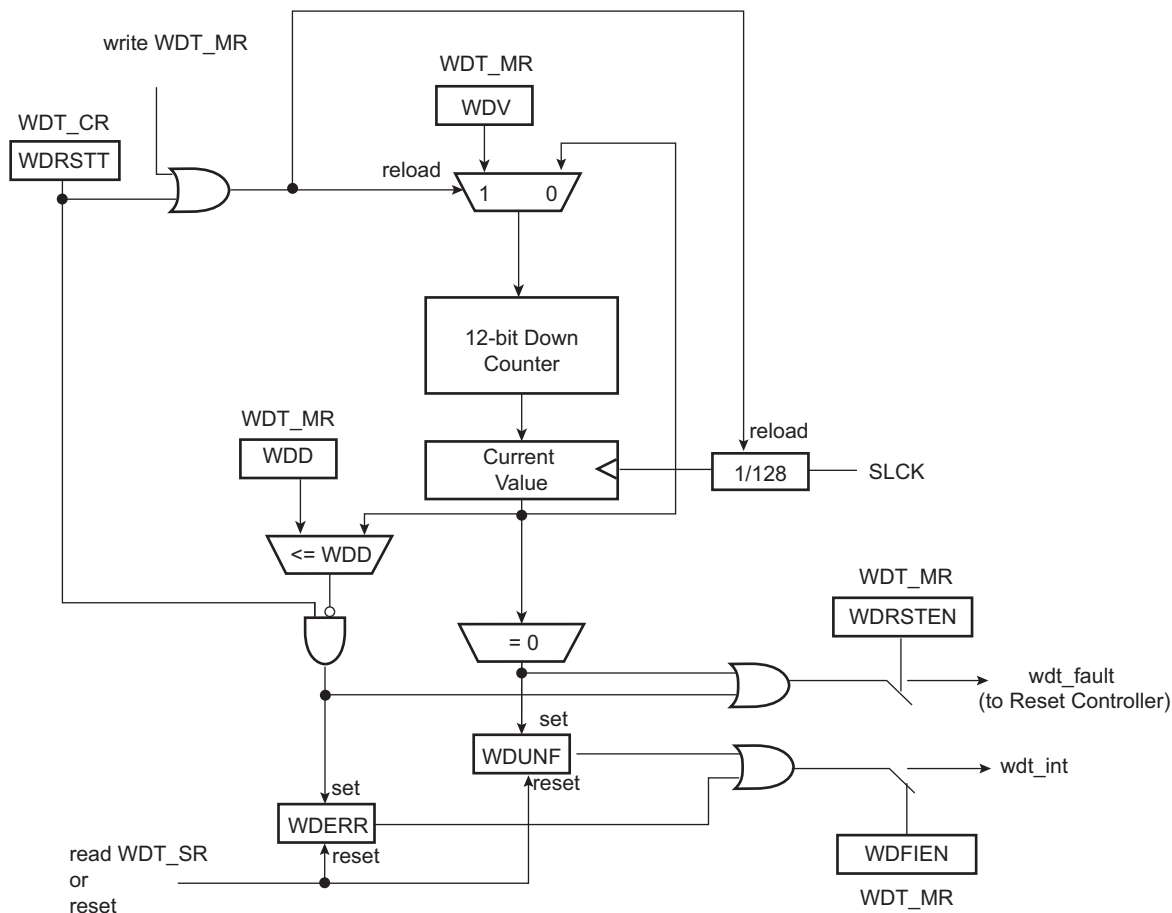 write WDT_MR
WDT_MR
WDV
WDT_CR
WDRSTT
reload
1 0
12-bit Down
Counter
WDT_MR
WDD
reload
Current
Value
1/128
SLCK
<= WDD
WDT_MR
WDRSTEN
= 0
wdt_fault
(to Reset Controller)
set
WDUNF
reset
wdt_int
set
WDERR
reset
WDFIEN
WDT_MR
read WDT_SR
or
reset